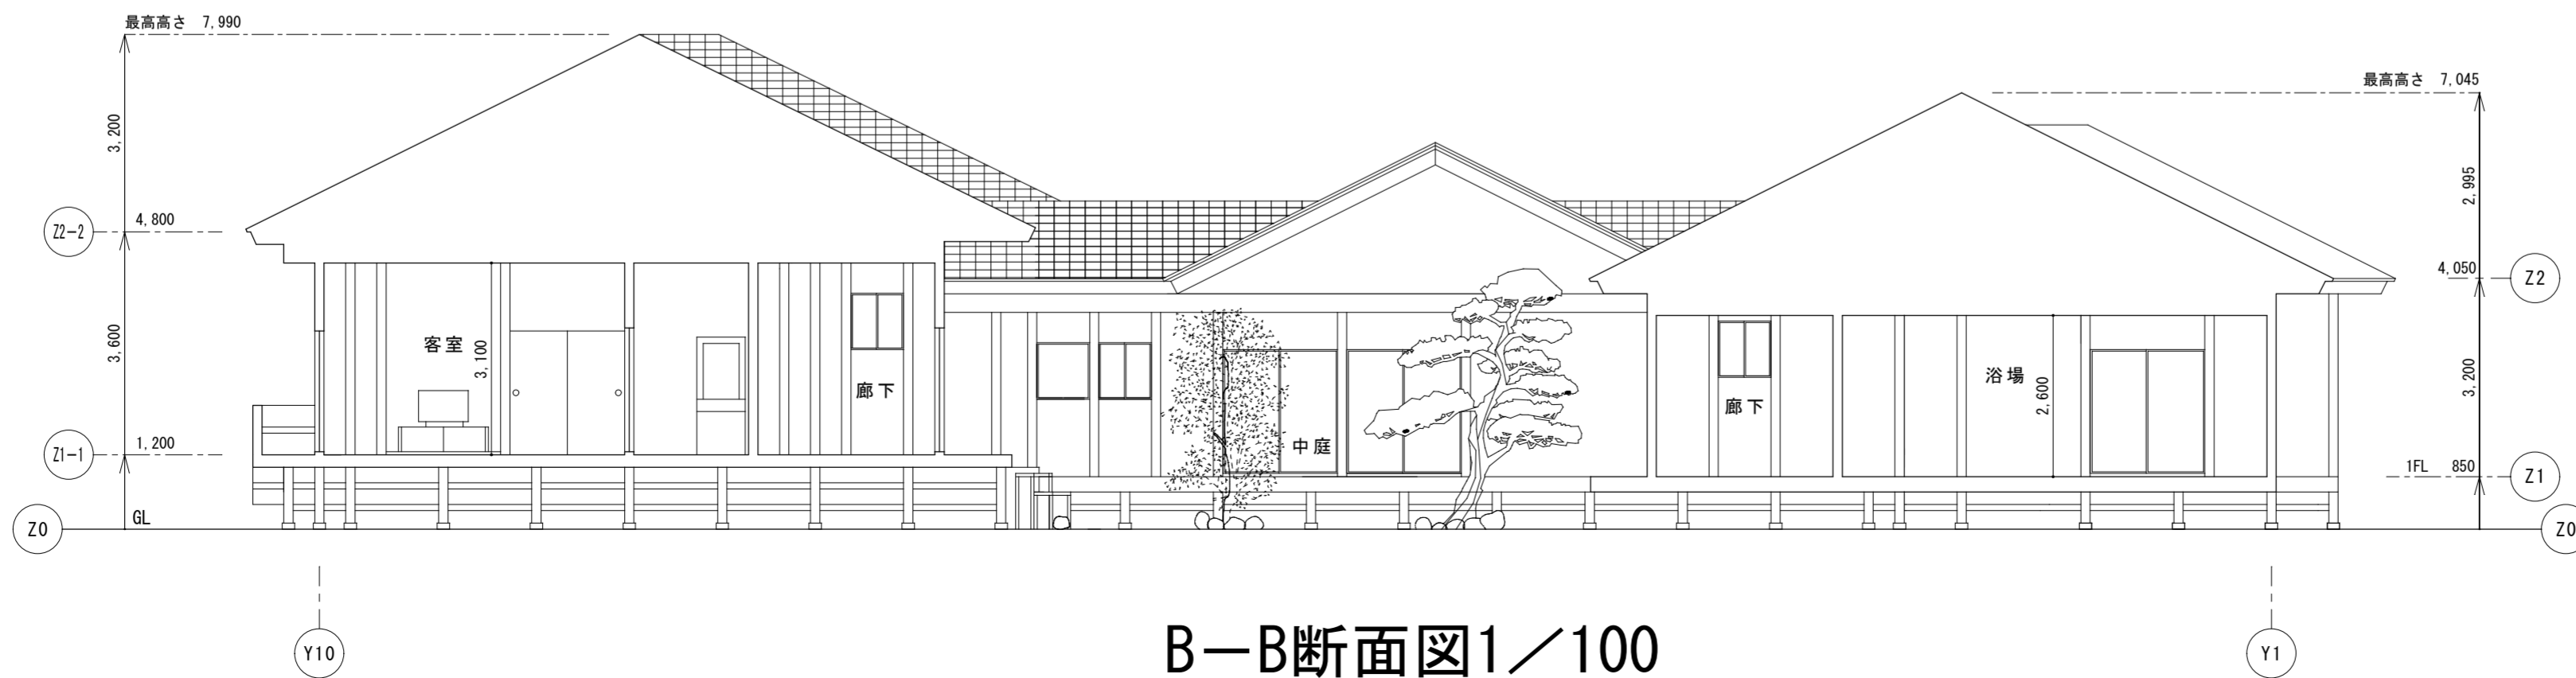 最高高さ 7,990
最高高さ 7,045
3,200
2,995
Z2-2
4,800
4,050
Z2
3,600
客室
3,100
廊下
中庭
廊下
浴場
2,600
3,200
Z1-1
1,200
1FL 850
Z1
Z0
GL
Z0
Y10
Y1
B-B断面図1/100